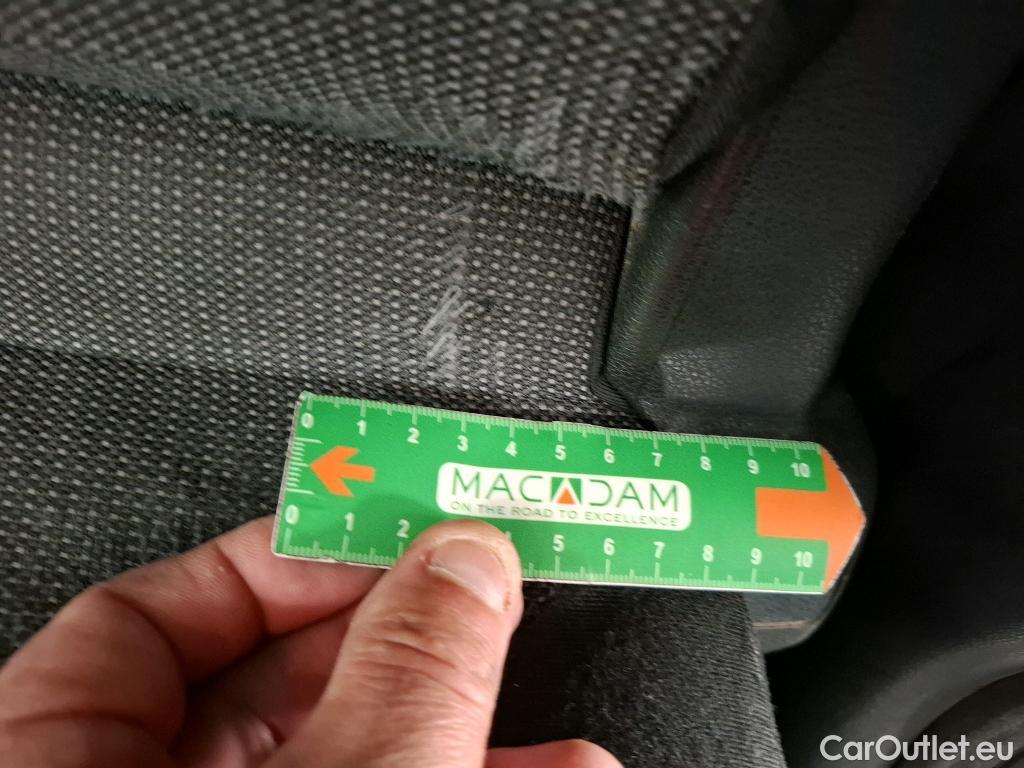 0 1 2 3 4 5 6 7 8 9 10
MACADAM
ON THE ROAD TO EXCELLENCE
0 1 2 4 5 6 7 8 9 10
CarOutlet.eu